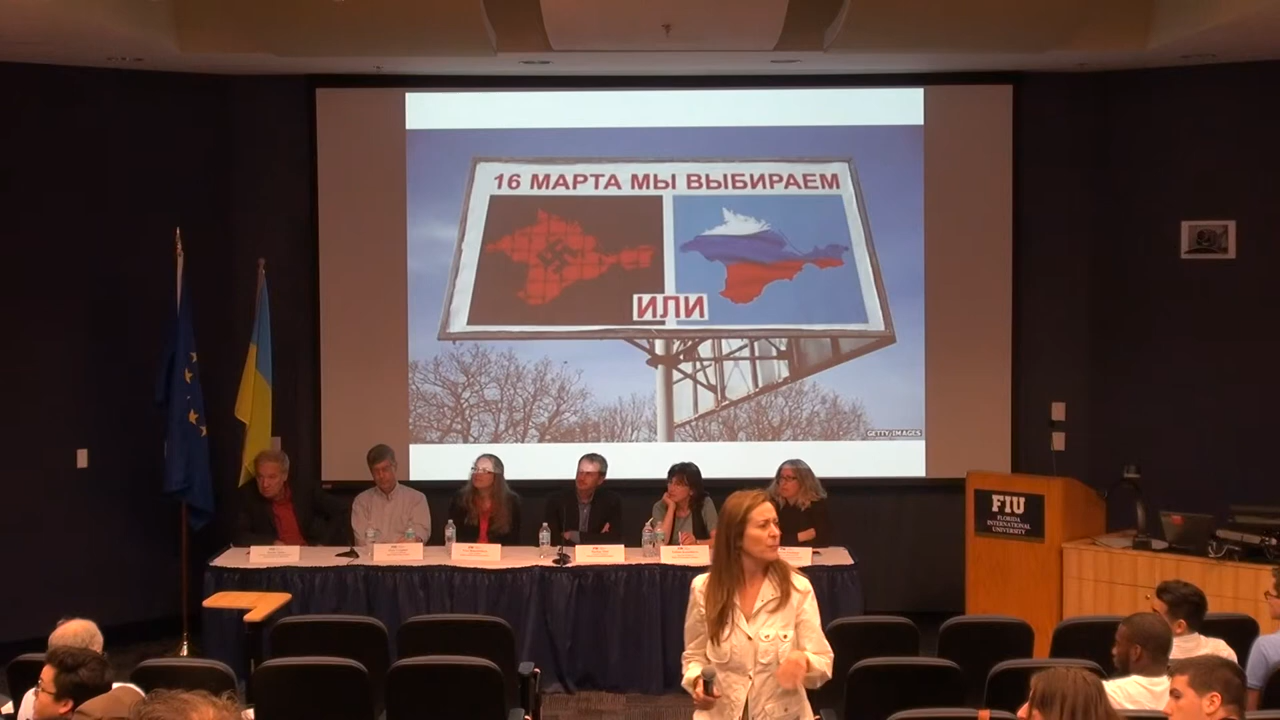 16 МАРТА МЫ ВЫБИРАЕМ
ИЛИ
GETTY IMAGES
FIU
FLORIDA
INTERNATIONAL
UNIVERSITY